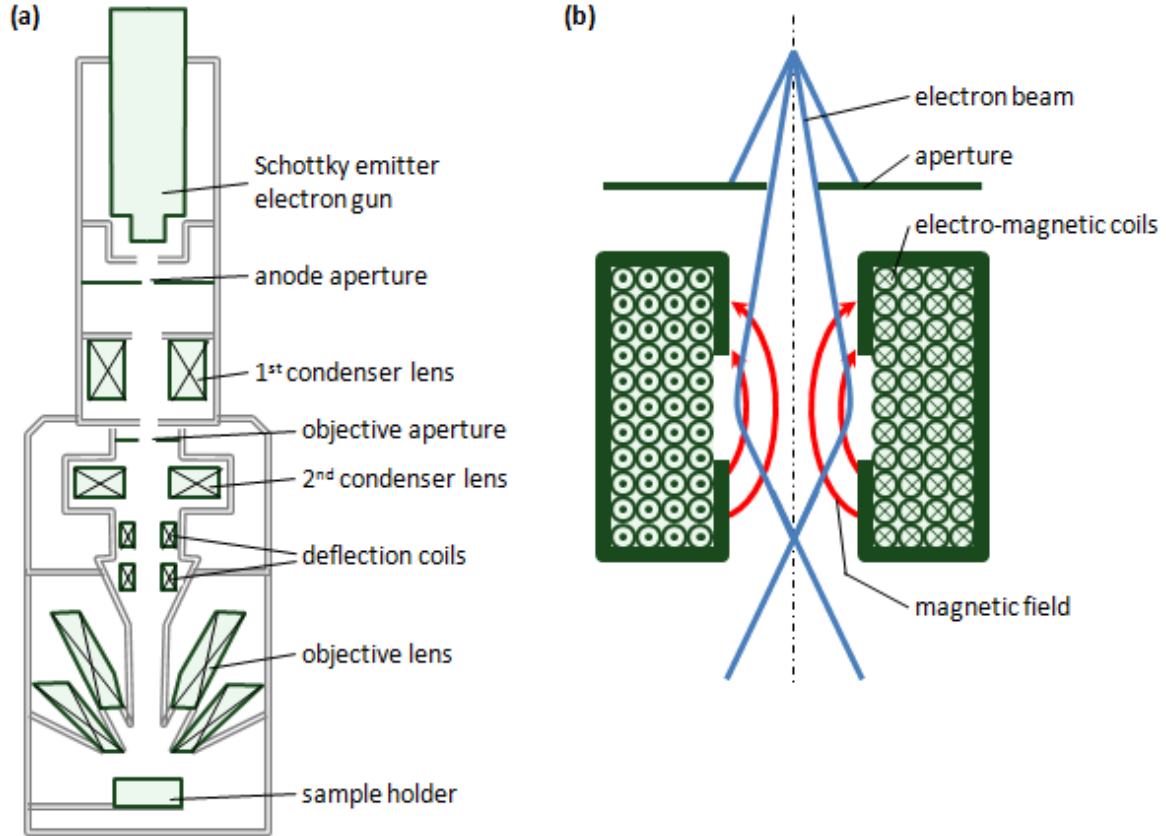 (a)
Schottky emitter
electron gun
anode aperture
1st condenser lens
objective aperture
2nd condenser lens
deflection coils
objective lens
sample holder
(b)
electron beam
aperture
electro-magnetic coils
magnetic field